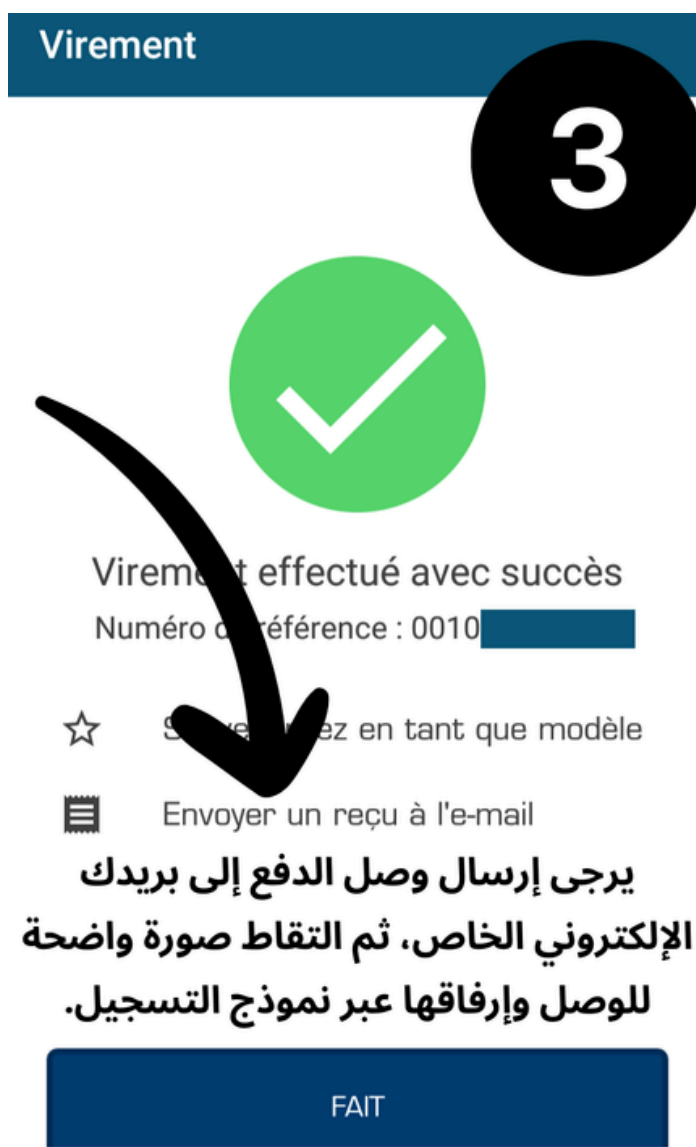 Virement
3
effectué avec succès
Numéro référence : 0010
en tant que modèle
Envoyer un reçu à l'e-mail
يرجى إرسال وصل الدفع إلى بريدك
الإلكتروني الخاص، ثم التقاط صورة واضحة
للوصل وإرفاقها عبر نموذج التسجيل.
FAIT